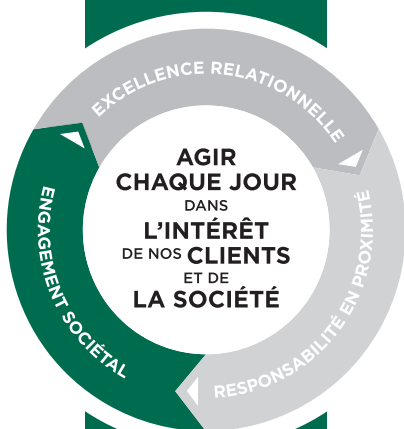 EXCELLENCE RELATIONNELLE
AGIR
CHAQUE JOUR
DANS
L'INTÉRÊT
DE NOS CLIENTS
ET DE
LA SOCIÉTÉ
RESPONSABILITÉ EN PROXIMITÉ
ENGAGEMENT SOCIÉTAL